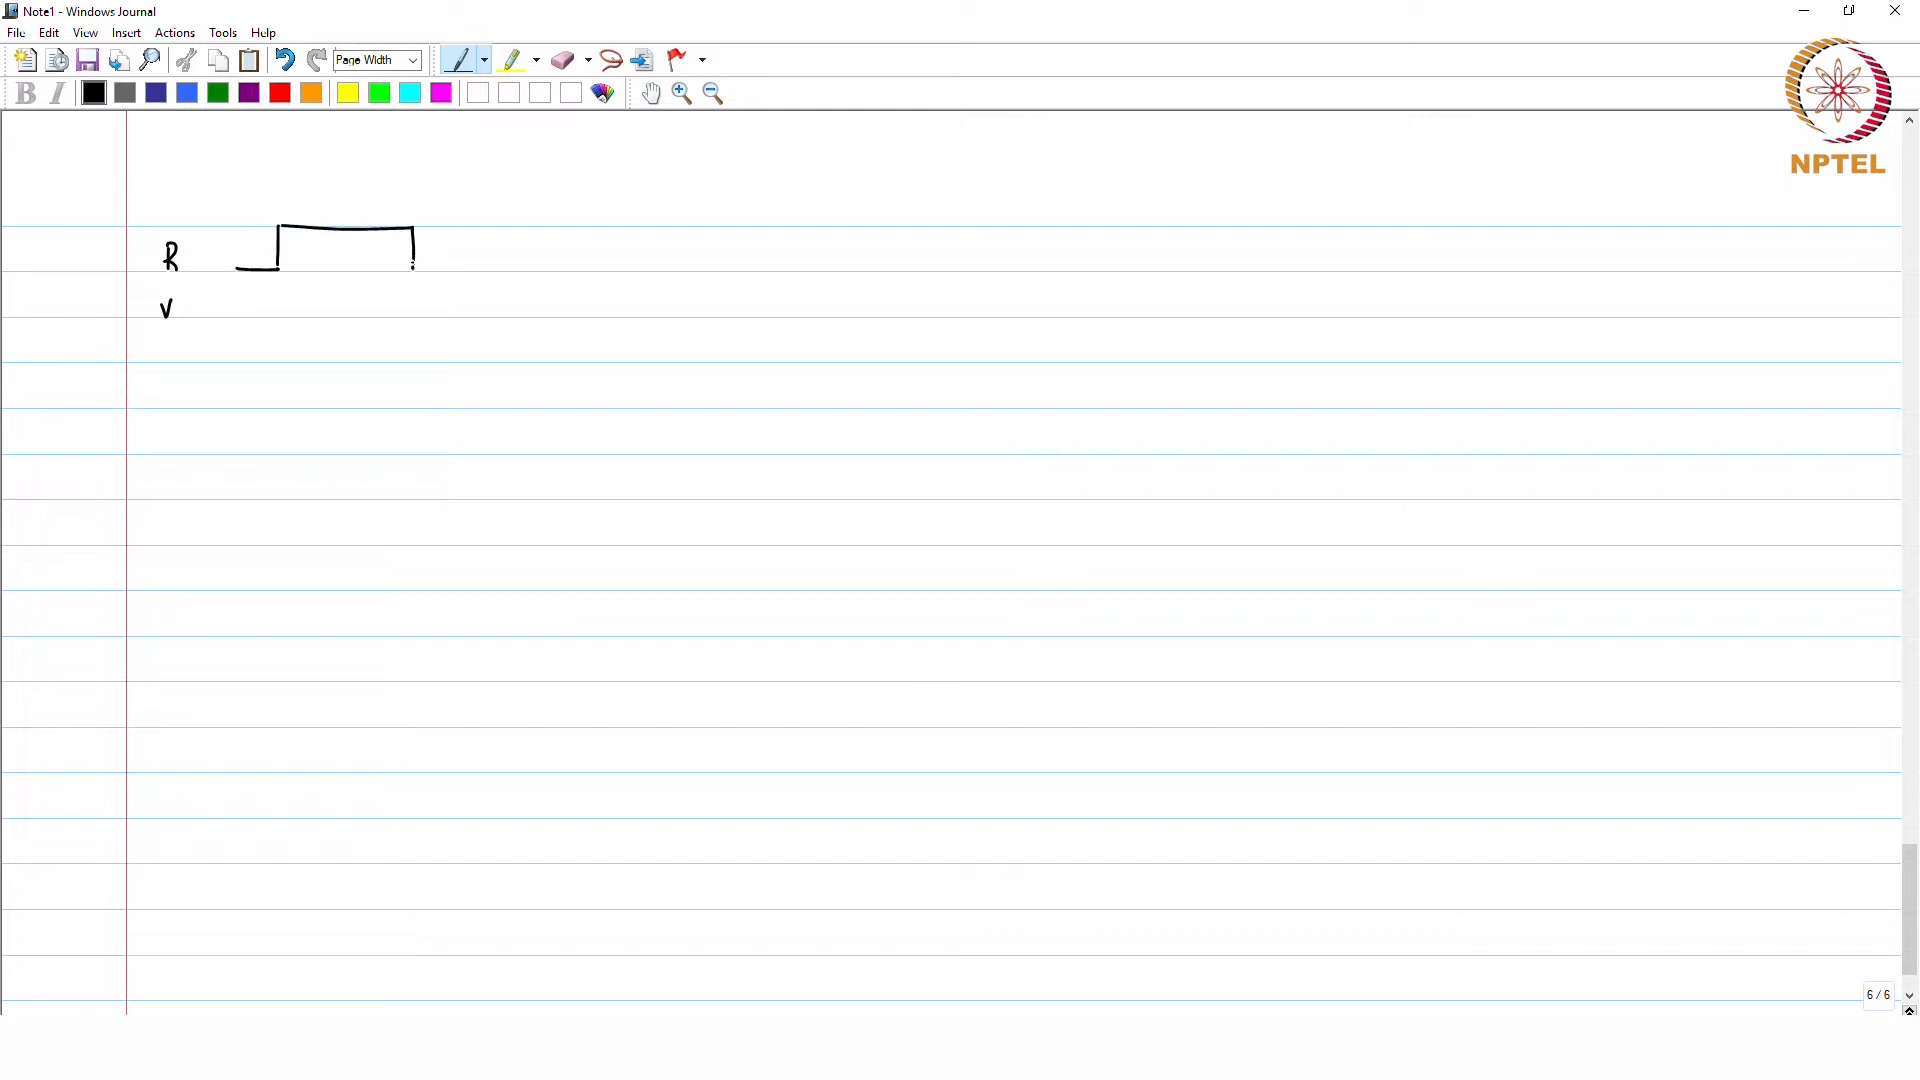 Note1 - Windows Journal
File Edit View Insert Actions Tools Help
Page Width
B I
NPTEL
R
V
6 / 6